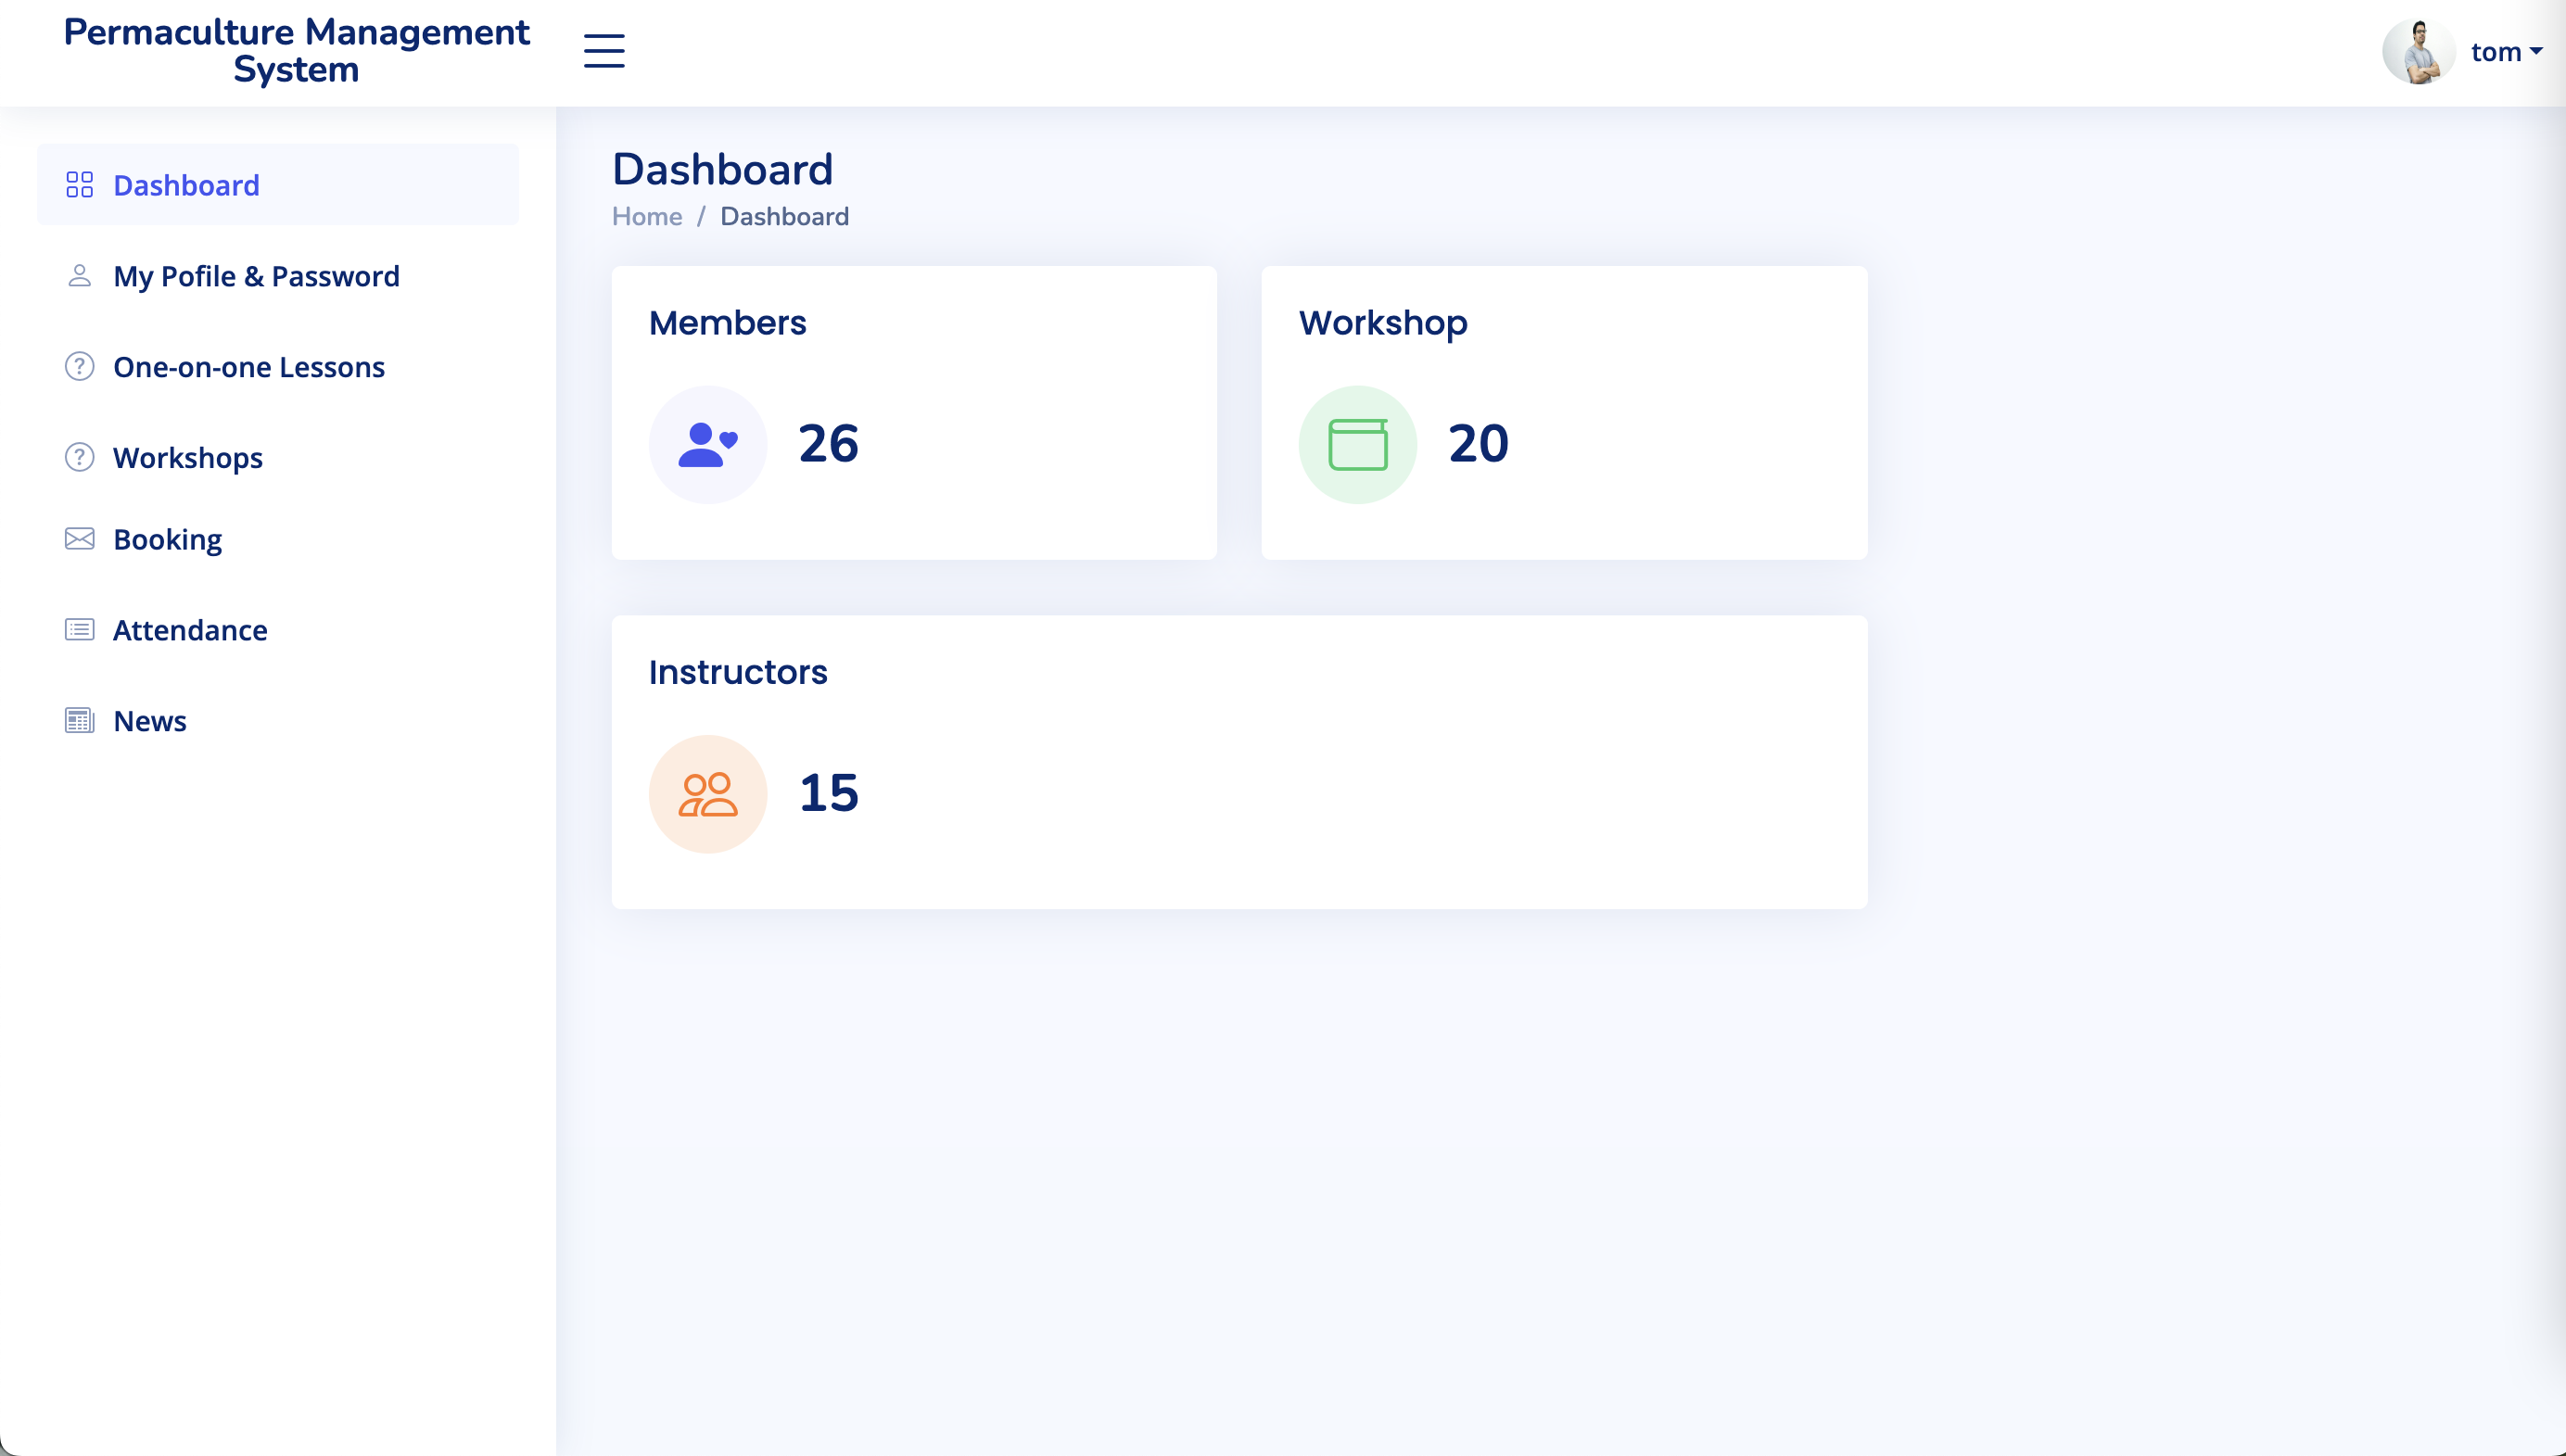 Permaculture Management
System
tom
Dashboard
My Pofile & Password
One-on-one Lessons
Workshops
Booking
Attendance
News
Dashboard
Home / Dashboard
Members
26
Workshop
20
Instructors
15